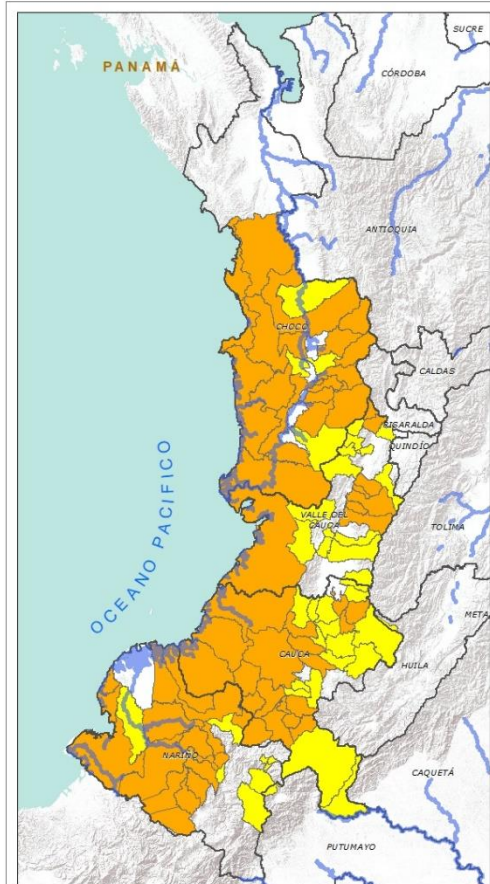 SUCRE
PANAMÁ
CÓRDOBA
ANTIOQUIA
CHOCÓ
CALDAS
RISARALDA
QUINDÍO
OCEANO PACIFICO
VALLE DEL
CAUCA
TOLIMA
META
CAUCA
HUILA
NARIÑO
CAQUETÁ
PUTUMAYO